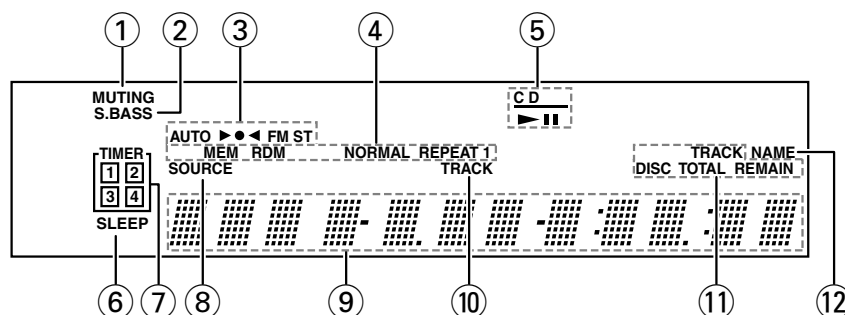 1 2 3 4 5
MUTING
S.BASS
CD
AUTO ►●◄ FM ST
MEM RDM NORMAL REPEAT 1
TRACK NAME
SOURCE TRACK DISC TOTAL REMAIN
TIMER
1 2
3 4
SLEEP
6 7 8 9 10 11 12